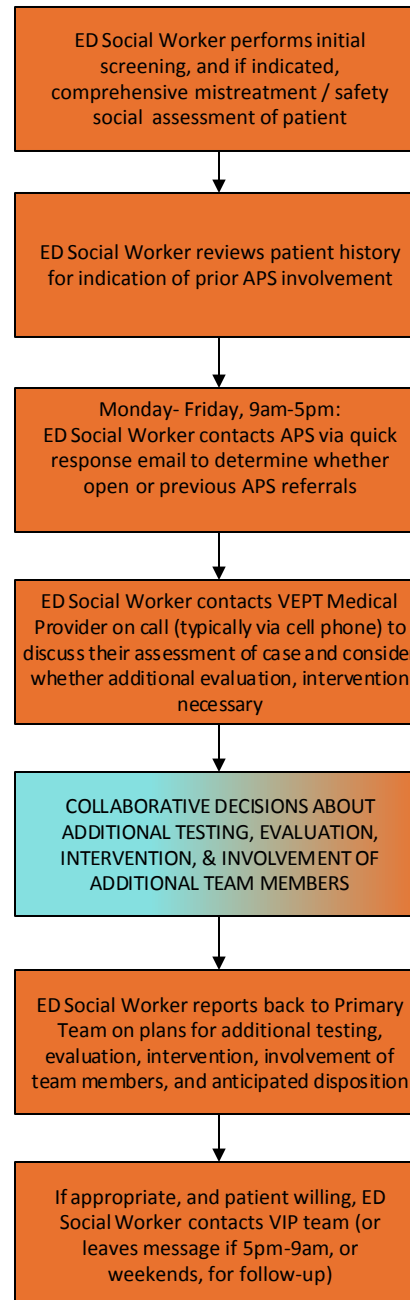 ED Social Worker performs initial
screening, and if indicated,
comprehensive mistreatment / safety
social assessment of patient
ED Social Worker reviews patient history
for indication of prior APS involvement
Monday- Friday, 9am-5pm:
ED Social Worker contacts APS via quick
response email to determine whether
open or previous APS referrals
ED Social Worker contacts VEPT Medical
Provider on call (typically via cell phone) to
discuss their assessment of case and conside
whether additional evaluation, intervention
necessary
COLLABORATIVE DECISIONS ABOUT
ADDITIONAL TESTING, EVALUATION,
INTERVENTION, & INVOLVEMENT OF
ADDITIONAL TEAM MEMBERS
ED Social Worker reports back to Primary
Team on plans for additional testing,
evaluation, intervention, involvement of
team members, and anticipated disposition
If appropriate, and patient willing, ED
Social Worker contacts VIP team (or
leaves message if 5pm-9am, or
weekends, for follow-up)